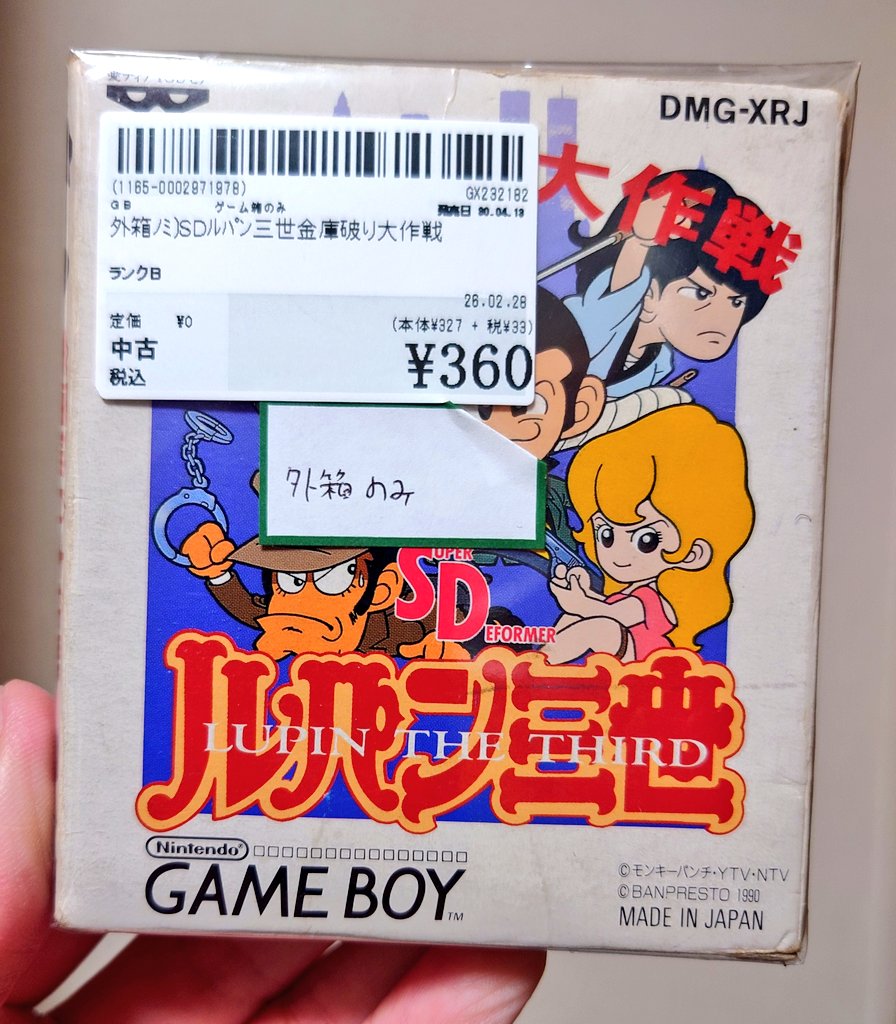 DMG-XRJ
(1165-0002971978)
GX232182
GB ゲーム箱のみ 発売日 90.04.13
外箱ﾉﾐ)SDﾙﾊﾟﾝ三世金庫破り大作戦
ランクB
26.02.28
定価 ¥0 (本体¥327 + 税¥33)
中古
税込
¥360
大作戦
外箱のみ
SUPER
DEFORMER
ルパン三世
LUPIN THE THIRD
Nintendo
GAME BOY
TM
©モンキーパンチ・YTV・NTV
©BANPRESTO 1990
MADE IN JAPAN